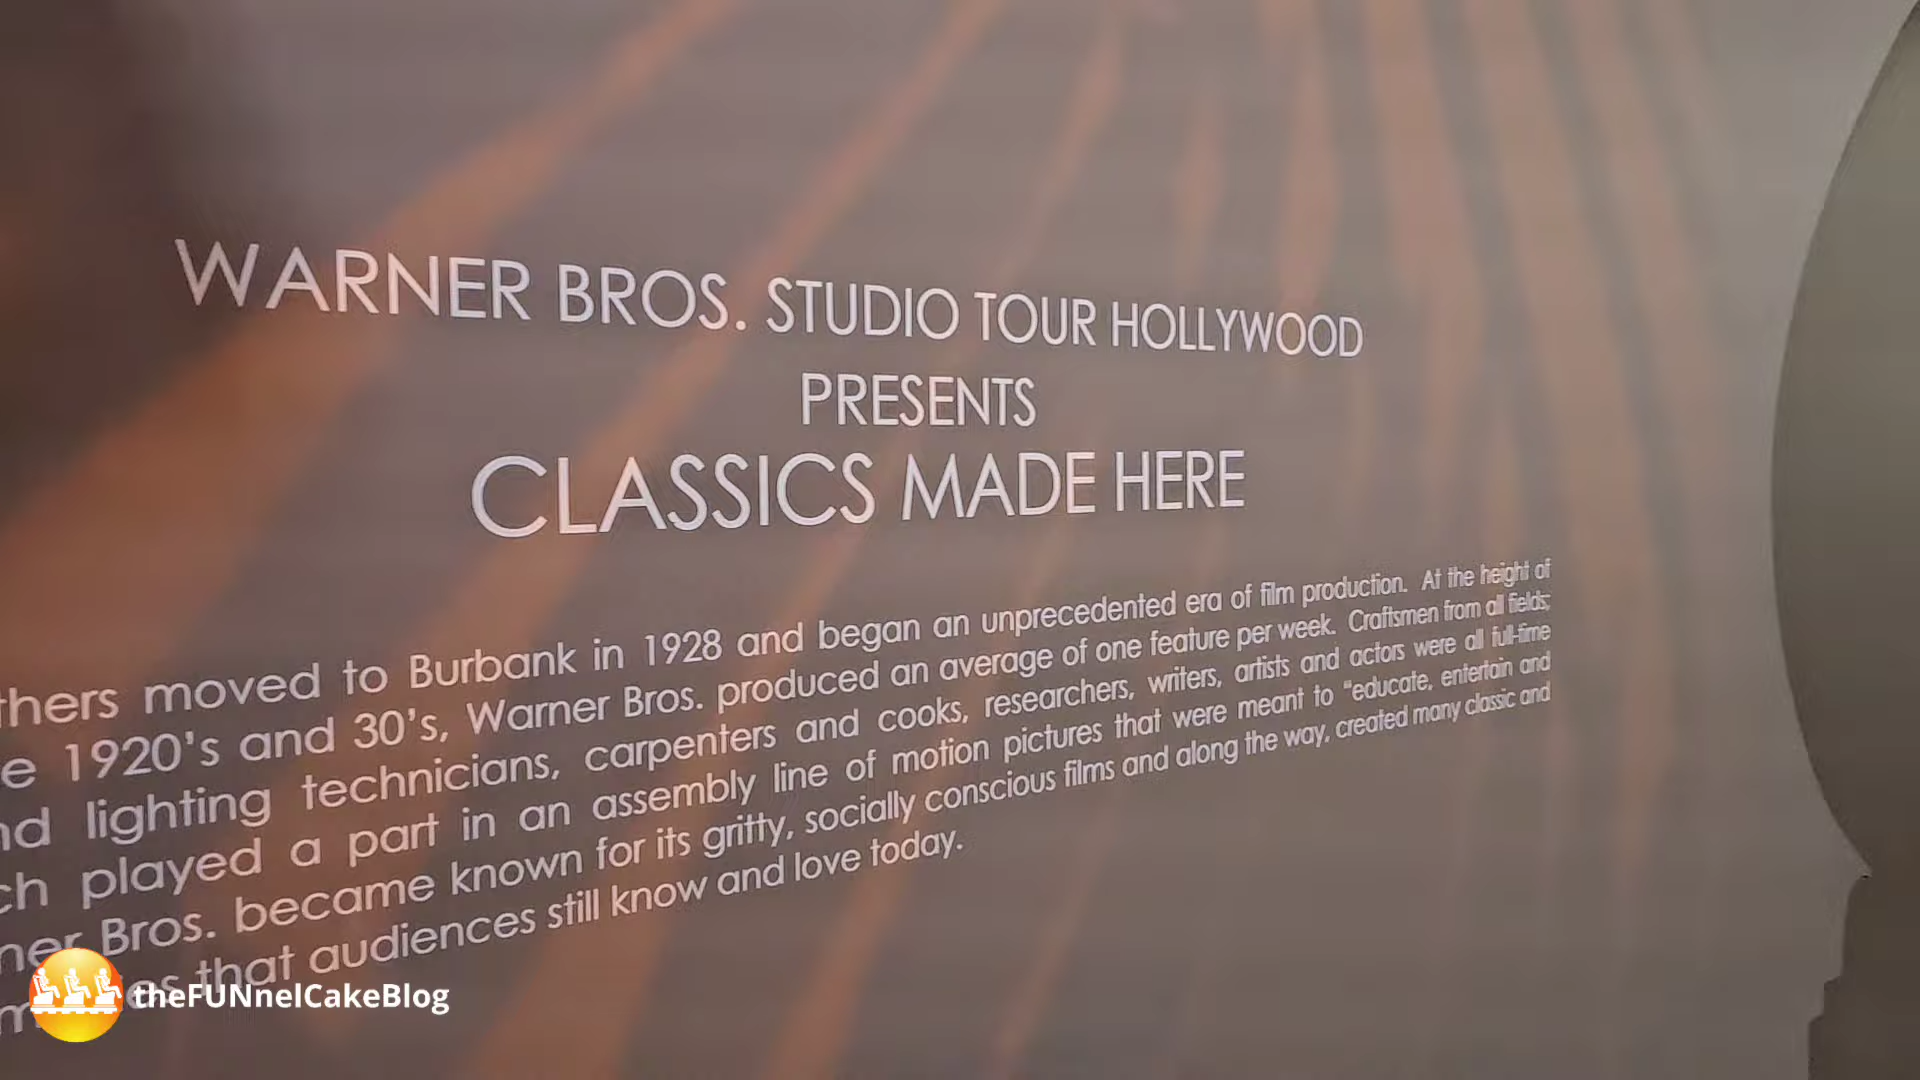 WARNER BROS. STUDIO TOUR HOLLYWOOD
PRESENTS
CLASSICS MADE HERE
thers moved to Burbank in 1928 and began an unprecedented era of film production. At the height of
e 1920's and 30's, Warner Bros. produced an average of one feature per week. Craftsmen from all fields;
nd lighting technicians, carpenters and cooks, researchers, writers, artists and actors were all full-time
ch played a part in an assembly line of motion pictures that were meant to "educate, entertain and
ner Bros. became known for its gritty, socially conscious films and along the way, created many classic and
es that audiences still know and love today.
theFUNnelCakeBlog